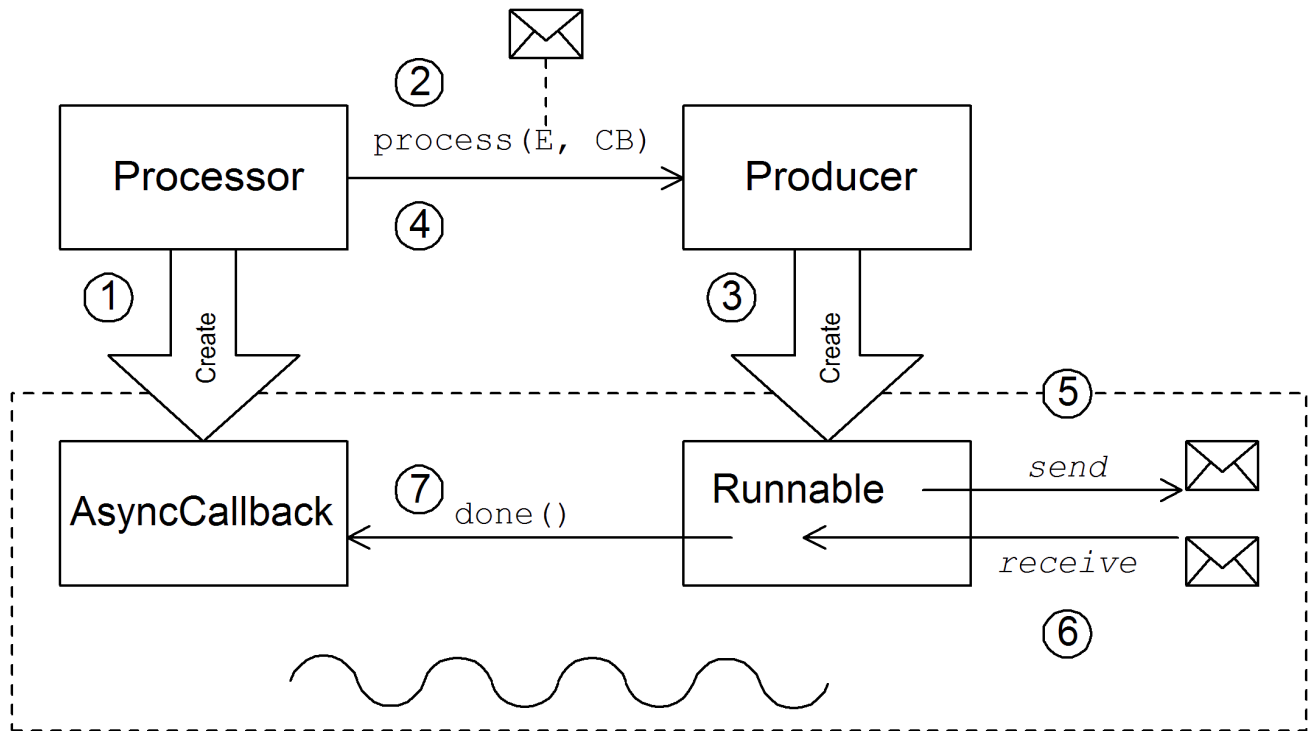 2
process(E, CB)
Processor
Producer
4
1
Create
3
Create
5
AsyncCallback
7
done()
Runnable
send
receive
6